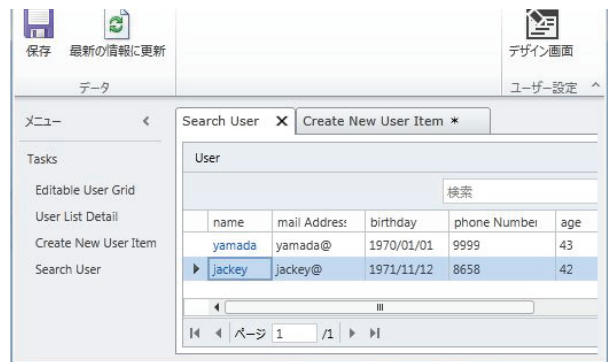 保存 最新の情報に更新 デザイン画面
データ ユーザー設定
メニュー
Search User Create New User Item *
Tasks
User
Editable User Grid
検索
User List Detail
name mail Address birthday phone Number age
Create New User Item
yamada yamada@ 1970/01/01 9999 43
Search User
jackey jackey@ 1971/11/12 8658 42
ページ 1 /1